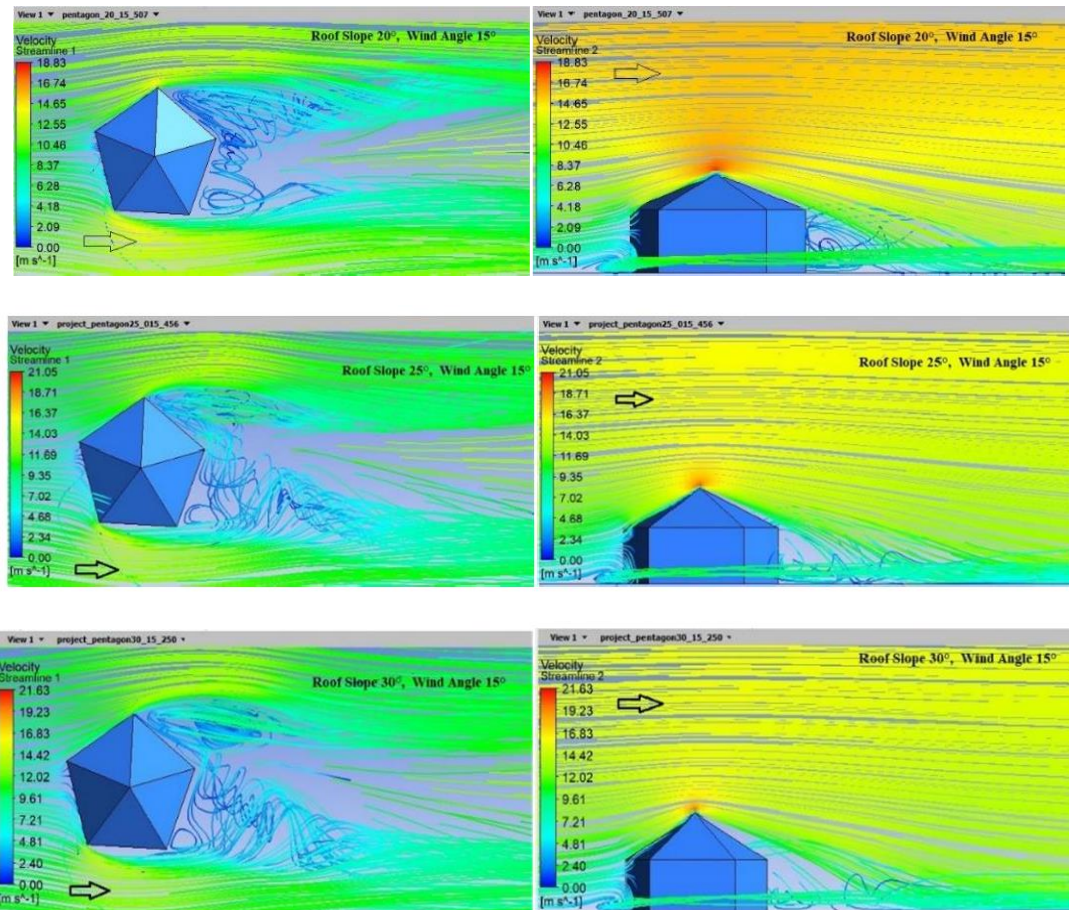 View 1 ▼ pentagon_20_15_507 ▼
Roof Slope 20°, Wind Angle 15°
Velocity
Streamline 1
18.83
16.74
14.65
12.55
10.46
8.37
6.28
4.18
2.09
0.00
[m s^-1]
View 1 ▼ pentagon_20_15_507 ▼
Roof Slope 20°, Wind Angle 15°
Velocity
Streamline 2
18.83
16.74
14.65
12.55
10.46
8.37
6.28
4.18
2.09
0.00
[m s^-1]
View 1 ▼ project_pentagon25_015_456 ▼
Roof Slope 25°, Wind Angle 15°
Velocity
Streamline 1
21.05
18.71
16.37
14.03
11.69
9.35
7.02
4.68
2.34
0.00
[m s^-1]
View 1 ▼ project_pentagon25_015_456 ▼
Roof Slope 25°, Wind Angle 15°
Velocity
Streamline 2
21.05
18.71
16.37
14.03
11.69
9.35
7.02
4.68
2.34
0.00
[m s^-1]
View 1 ▼ project_pentagon30_15_250 ▼
Roof Slope 30°, Wind Angle 15°
Velocity
Streamline 1
21.63
19.23
16.83
14.42
12.02
9.61
7.21
4.81
2.40
0.00
[m s^-1]
View 1 ▼ project_pentagon30_15_250 ▼
Roof Slope 30°, Wind Angle 15°
Velocity
Streamline 2
21.63
19.23
16.83
14.42
12.02
9.61
7.21
4.81
2.40
0.00
[m s^-1]